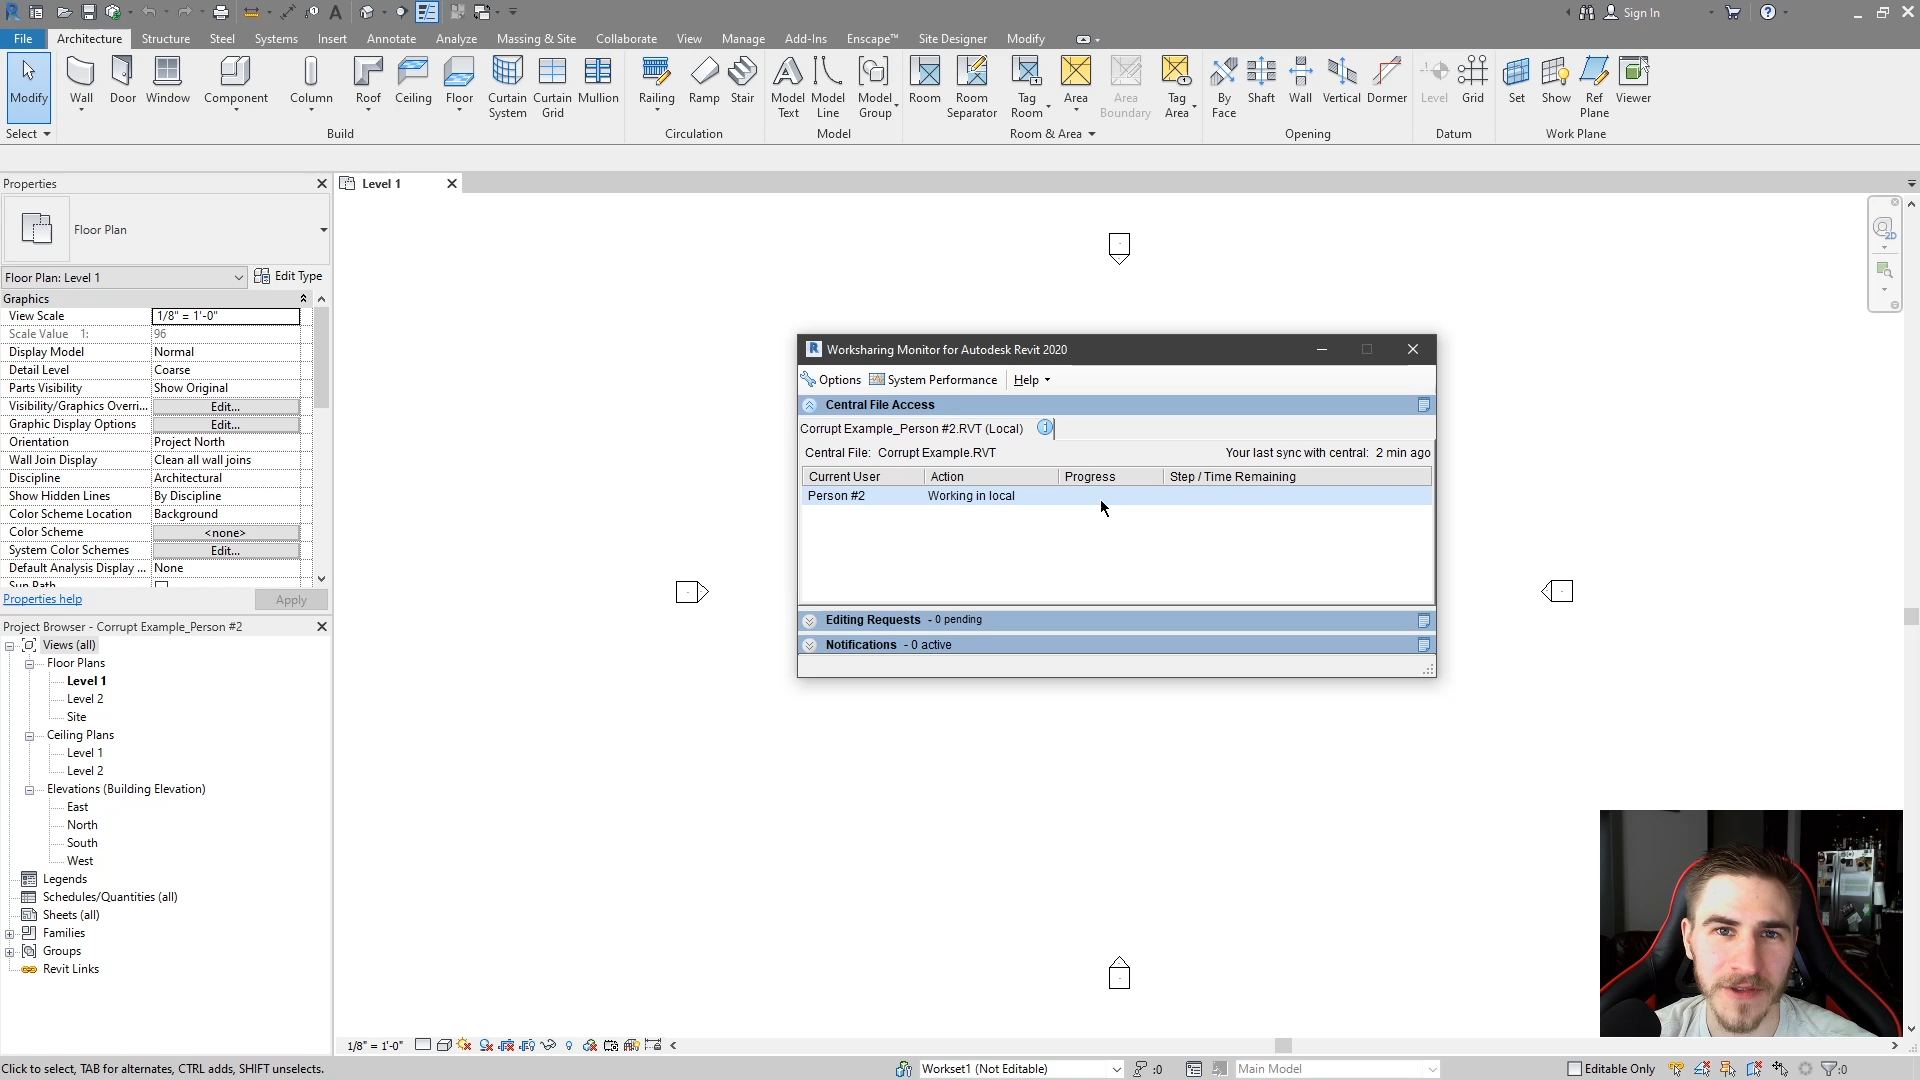 Sign In
File
Architecture
Structure
Steel
Systems
Insert
Annotate
Analyze
Massing & Site
Collaborate
View
Manage
Add-Ins
Enscape™
Site Designer
Modify
Modify
Wall
Door
Window
Component
Column
Roof
Ceiling
Floor
Curtain System
Curtain Grid
Mullion
Railing
Ramp
Stair
Model Text
Model Line
Model Group
Room
Room Separator
Tag Room
Area
Area Boundary
Tag Area
By Face
Shaft
Wall
Vertical
Dormer
Level
Grid
Set
Show
Ref Plane
Viewer
Select
Build
Circulation
Model
Room & Area
Opening
Datum
Work Plane
Properties
Level 1
Floor Plan
Floor Plan: Level 1
Edit Type
Graphics
View Scale 1/8" = 1'-0"
Scale Value 1: 96
Display Model Normal
Detail Level Coarse
Parts Visibility Show Original
Visibility/Graphics Overri... Edit...
Graphic Display Options Edit...
Orientation Project North
Wall Join Display Clean all wall joins
Discipline Architectural
Show Hidden Lines By Discipline
Color Scheme Location Background
Color Scheme <none>
System Color Schemes Edit...
Default Analysis Display ... None
Sun Path
Properties help
Apply
Project Browser - Corrupt Example_Person #2
Views (all)
Floor Plans
Level 1
Level 2
Site
Ceiling Plans
Level 1
Level 2
Elevations (Building Elevation)
East
North
South
West
Legends
Schedules/Quantities (all)
Sheets (all)
Families
Groups
Revit Links
Worksharing Monitor for Autodesk Revit 2020
Options
System Performance
Help
Central File Access
Corrupt Example_Person #2.RVT (Local)
Central File: Corrupt Example.RVT
Your last sync with central: 2 min ago
Current User Action Progress Step / Time Remaining
Person #2 Working in local
Editing Requests - 0 pending
Notifications - 0 active
1/8" = 1'-0"
Click to select, TAB for alternates, CTRL adds, SHIFT unselects.
Workset1 (Not Editable)
:0
Main Model
Editable Only
:0